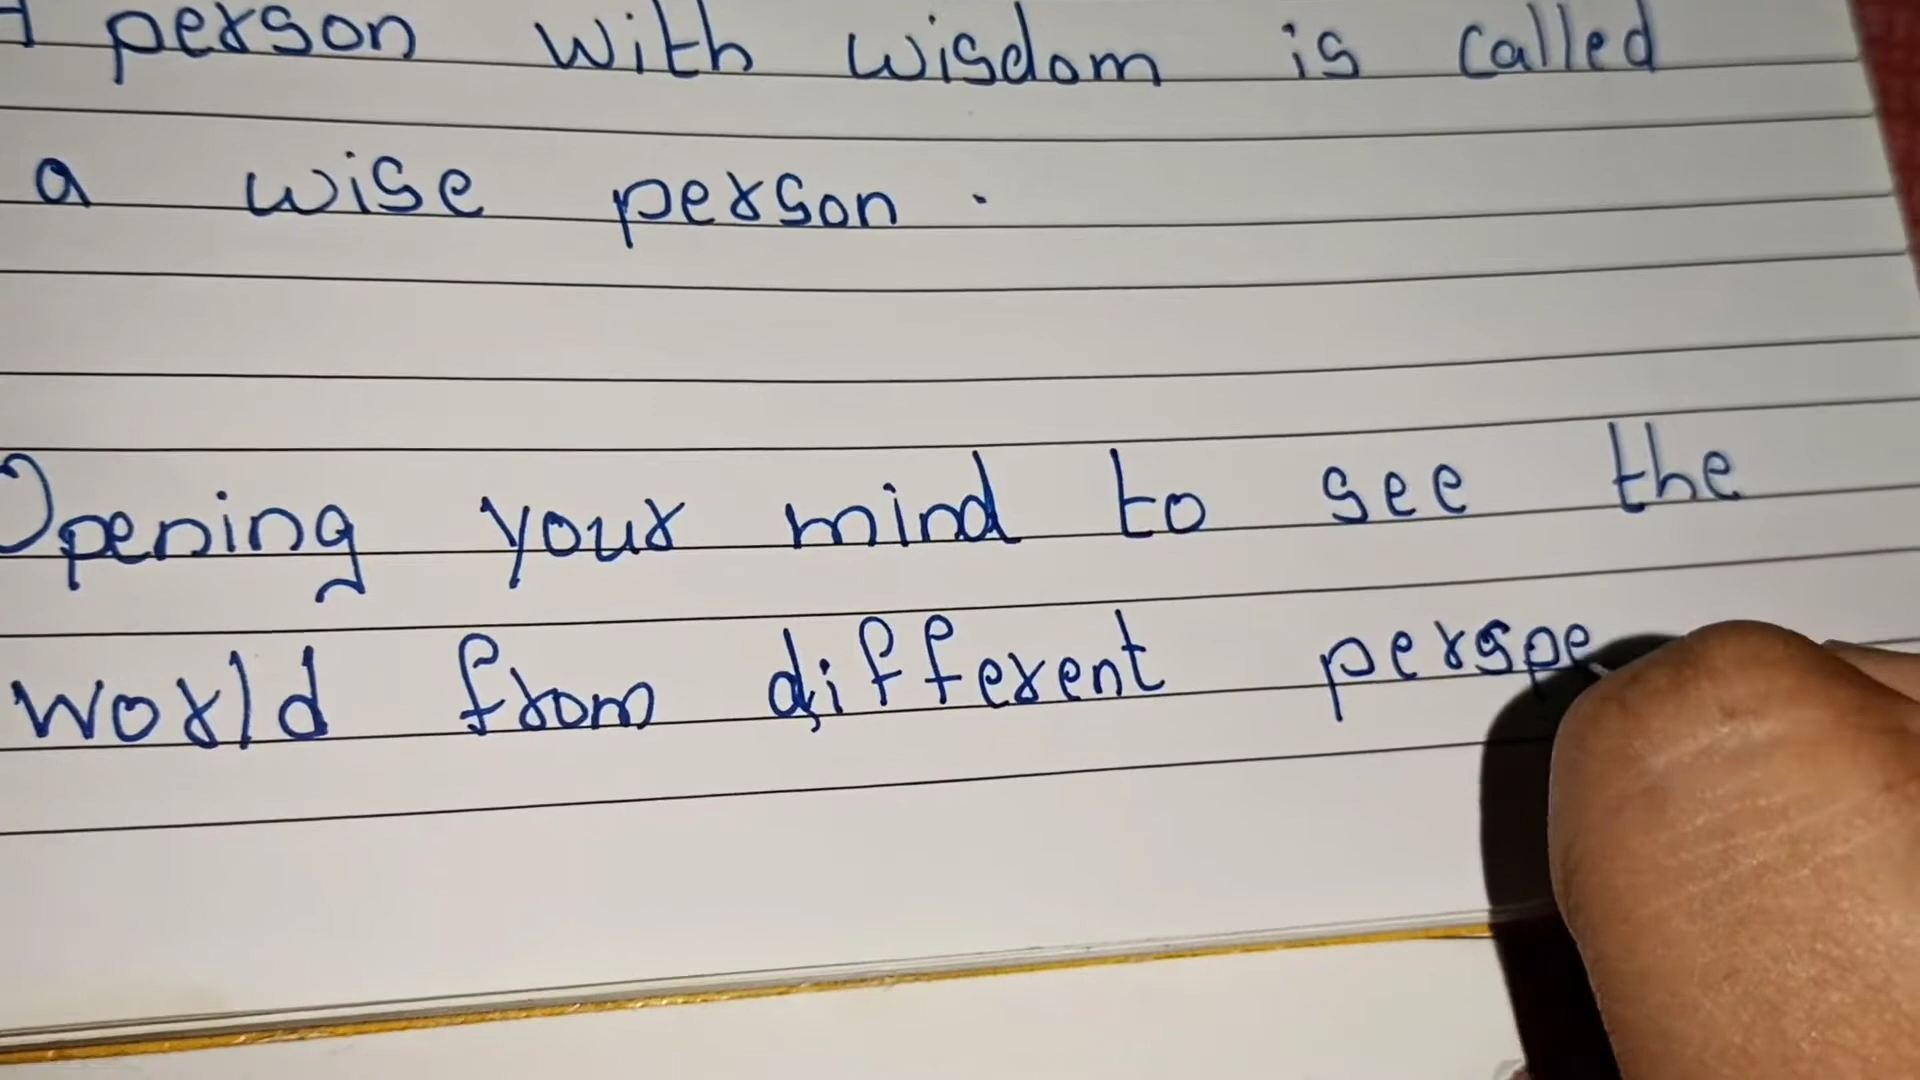 A person with wisdom is called
a wise person .
Opening your mind to see the
world from different perspe